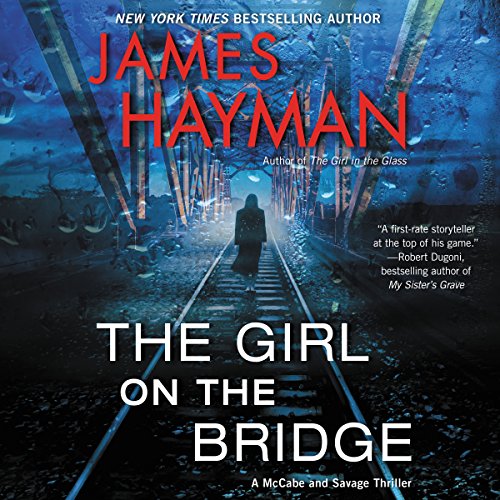 NEW YORK TIMES BESTSELLING AUTHOR
JAMES
HAYMAN
Author of The Girl in the Glass
"A first-rate storyteller
at the top of his game."
—Robert Dugoni,
bestselling author of
My Sister's Grave
THE GIRL
ON THE
BRIDGE
A McCabe and Savage Thriller